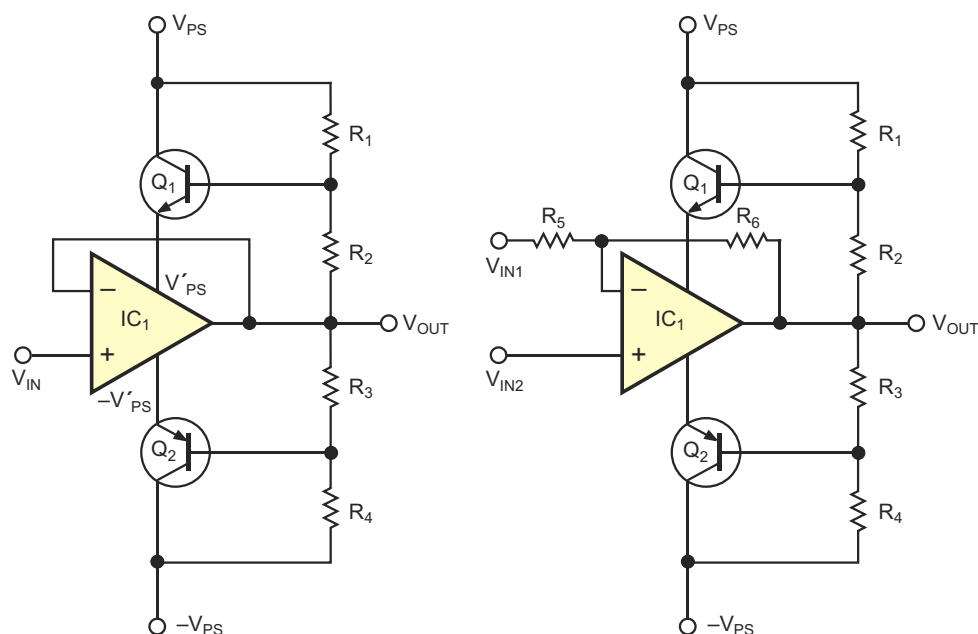 V_PS
R_1
Q_1
R_2
V′_PS
−
IC_1
+
V_IN
V_OUT
−V′_PS
R_3
Q_2
R_4
−V_PS
V_PS
R_1
Q_1
R_5
R_6
R_2
V_IN1
−
IC_1
+
V_IN2
V_OUT
R_3
Q_2
R_4
−V_PS